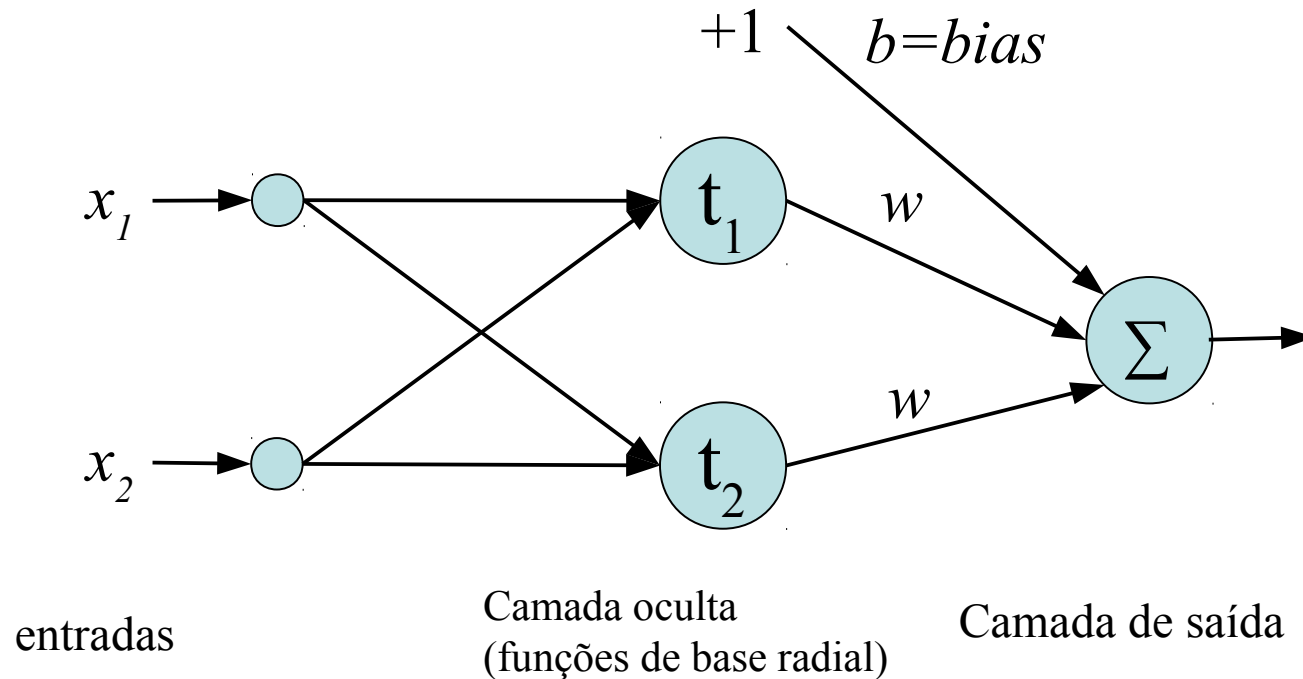 +1 b=bias
x₁ t₁ w
Σ
x₂ t₂ w
entradas
Camada oculta
(funções de base radial)
Camada de saída